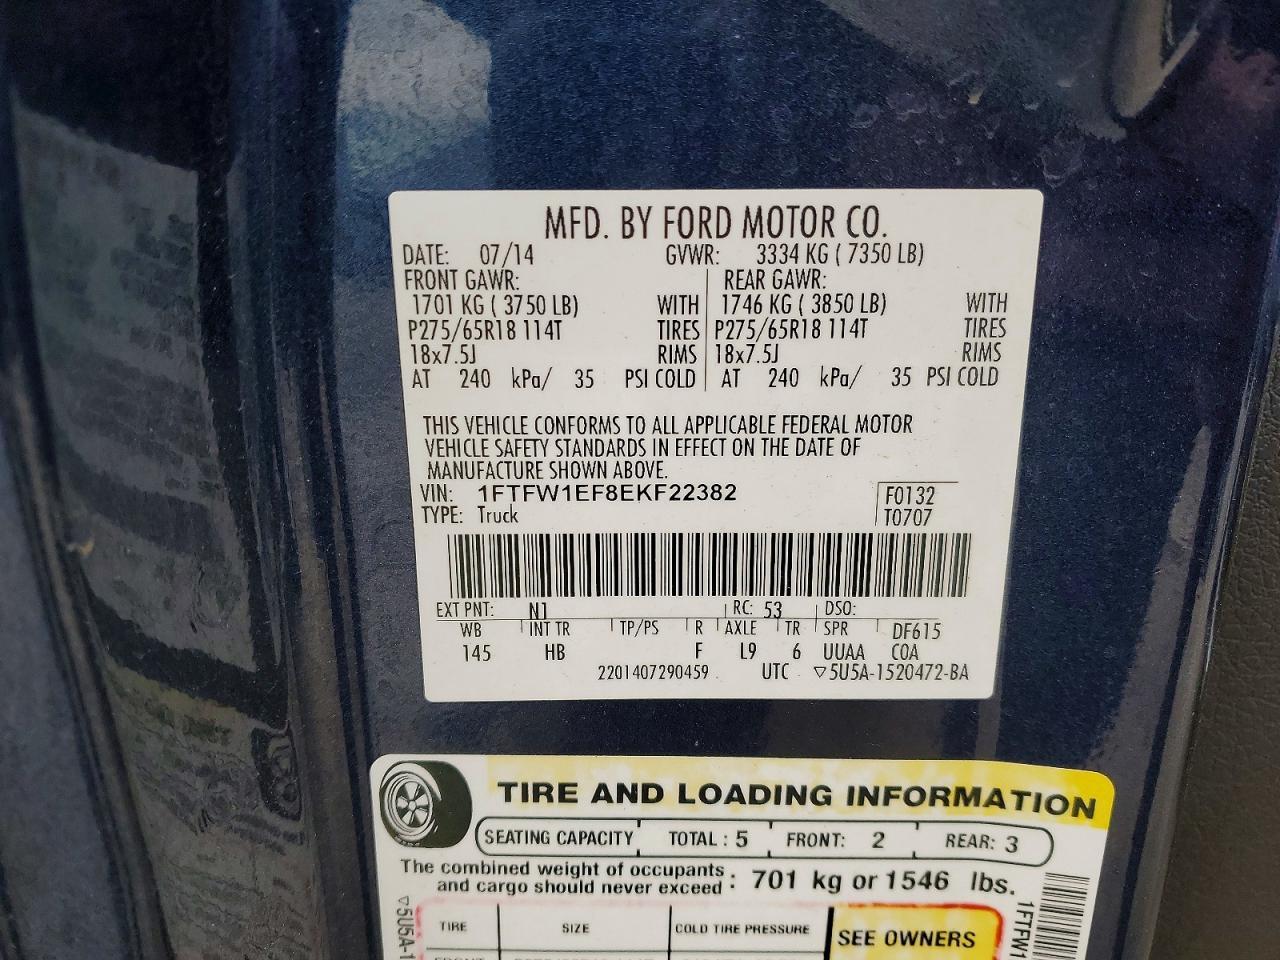 MFD. BY FORD MOTOR CO.
DATE: 07/14 GVWR: 3334 KG ( 7350 LB)
FRONT GAWR: REAR GAWR:
1701 KG ( 3750 LB) WITH 1746 KG ( 3850 LB) WITH
P275/65R18 114T TIRES P275/65R18 114T TIRES
18x7.5J RIMS 18x7.5J RIMS
AT 240 kPa/ 35 PSI COLD AT 240 kPa/ 35 PSI COLD
THIS VEHICLE CONFORMS TO ALL APPLICABLE FEDERAL MOTOR
VEHICLE SAFETY STANDARDS IN EFFECT ON THE DATE OF
MANUFACTURE SHOWN ABOVE.
VIN: 1FTFW1EF8EKF22382 F0132
TYPE: Truck T0707
EXT PNT: N1 RC: 53 DSO:
WB INT TR TP/PS R AXLE TR SPR DF615
145 HB F L9 6 UUAA COA
2201407290459 UTC ▽5U5A-1520472-BA
TIRE AND LOADING INFORMATION
SEATING CAPACITY TOTAL : 5 FRONT: 2 REAR: 3
The combined weight of occupants
and cargo should never exceed : 701 kg or 1546 lbs.
TIRE SIZE COLD TIRE PRESSURE SEE OWNERS
▽5U5A-1
1FTFW1